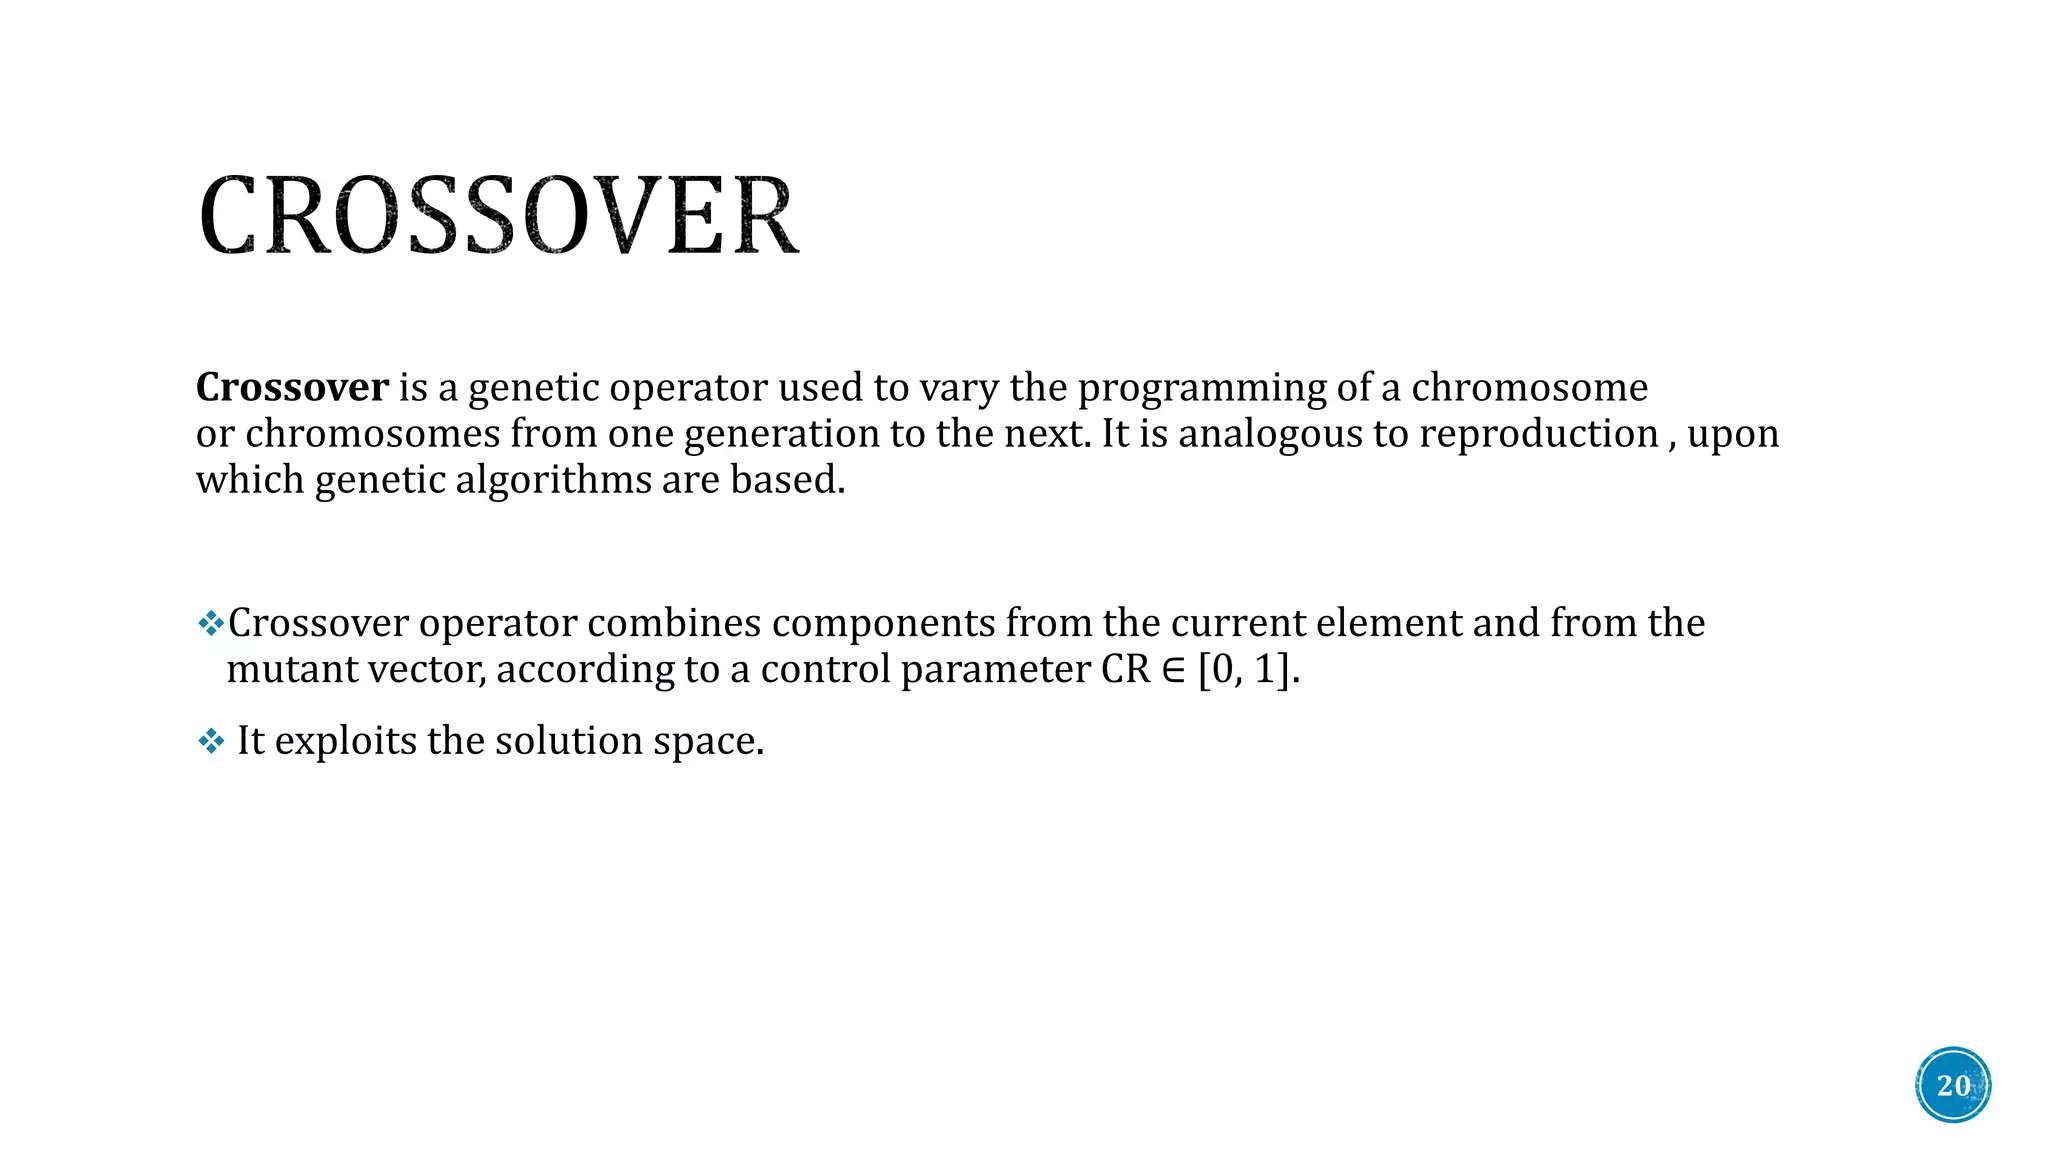 CROSSOVER
Crossover is a genetic operator used to vary the programming of a chromosome
or chromosomes from one generation to the next. It is analogous to reproduction , upon
which genetic algorithms are based.
❖Crossover operator combines components from the current element and from the
mutant vector, according to a control parameter CR ∈ [0, 1].
❖ It exploits the solution space.
20